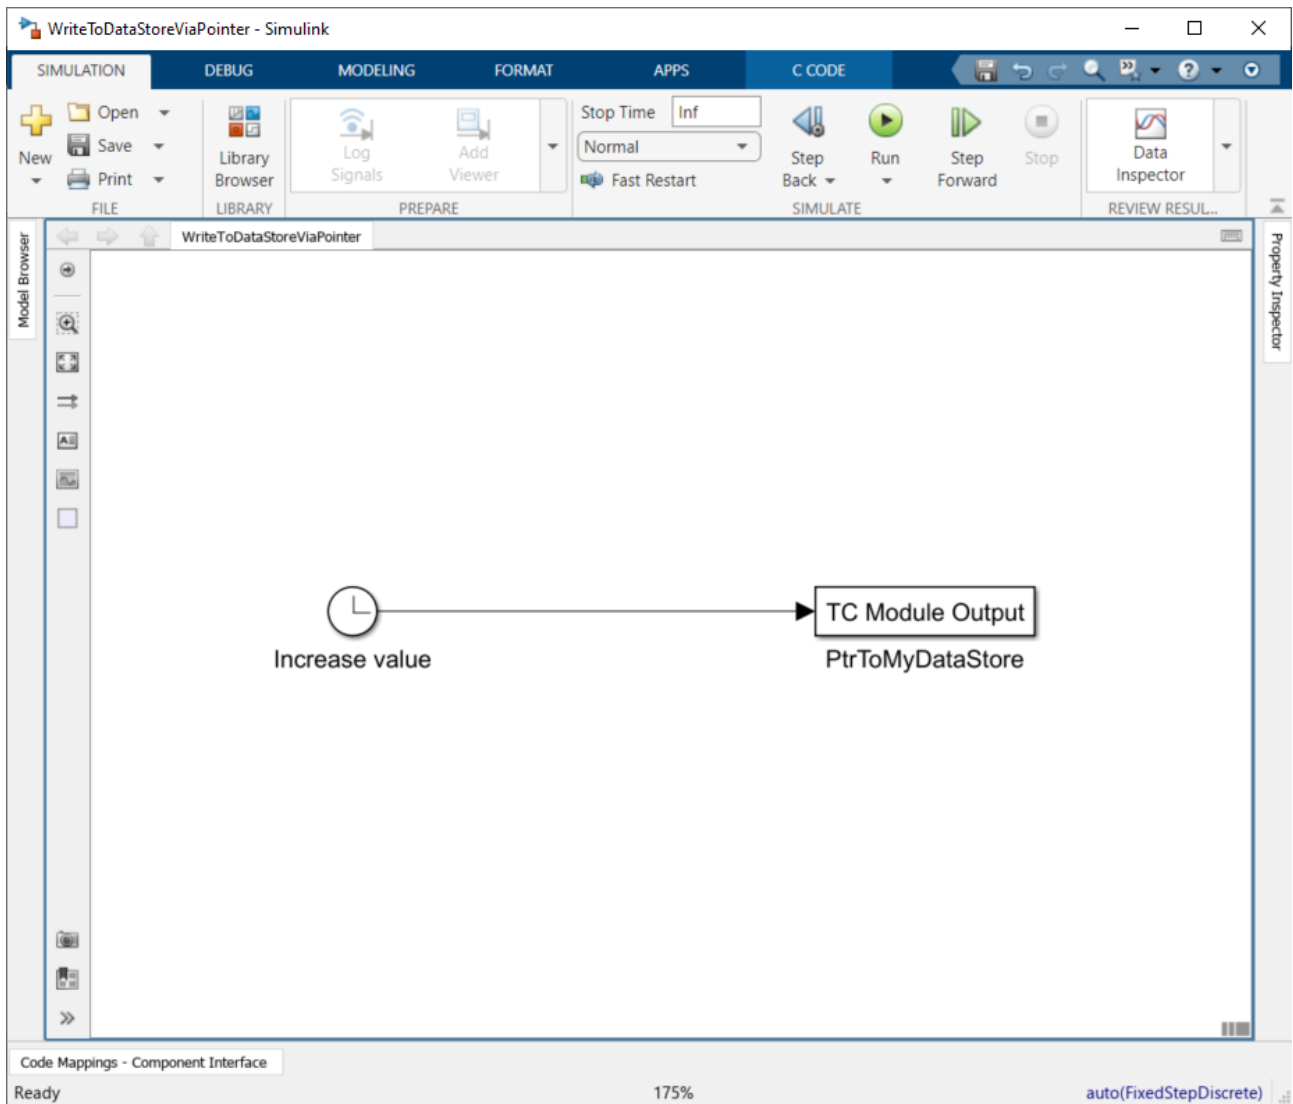 WriteToDataStoreViaPointer - Simulink
SIMULATION DEBUG MODELING FORMAT APPS C CODE
New
Open
Save
Print
FILE
Library
Browser
LIBRARY
Log
Signals
Add
Viewer
PREPARE
Stop Time Inf
Normal
Fast Restart
Step
Back
Run
Step
Forward
Stop
SIMULATE
Data
Inspector
REVIEW RESUL...
Model Browser
WriteToDataStoreViaPointer
Property Inspector
TC Module Output
Increase value
PtrToMyDataStore
Code Mappings - Component Interface
Ready 175% auto(FixedStepDiscrete)